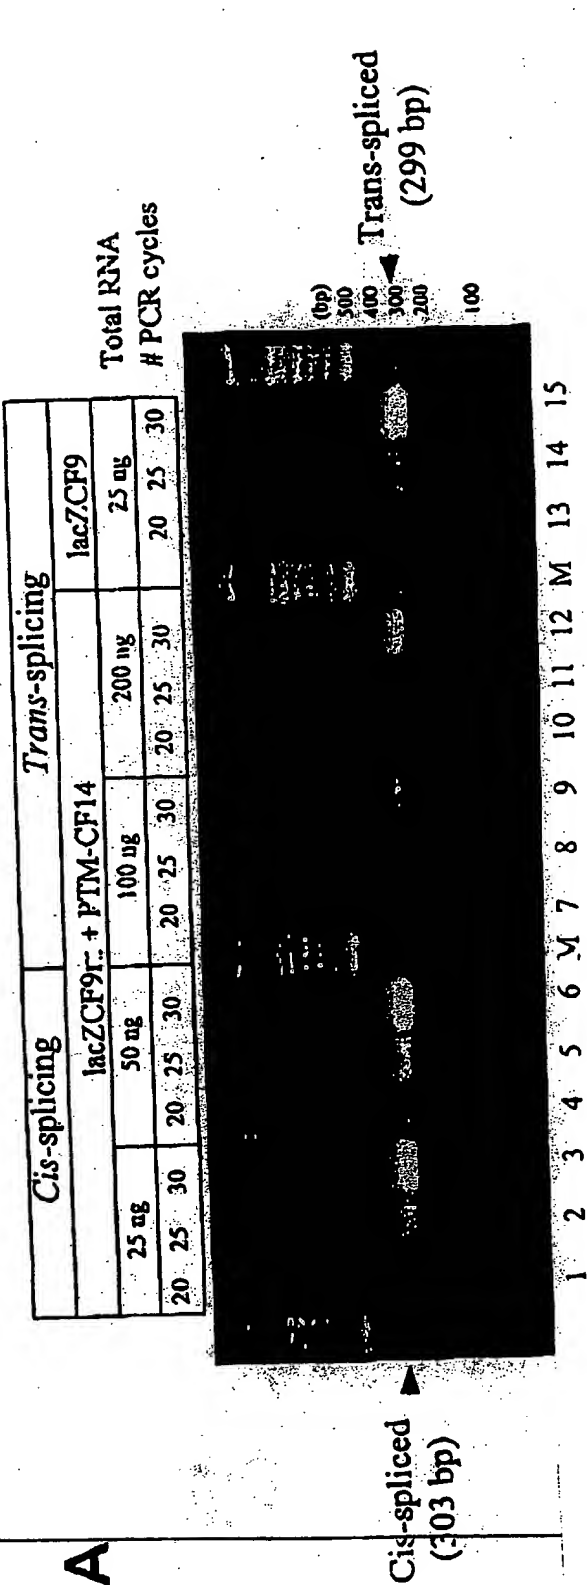 A
Cis-splicing Trans-splicing
lacZCF9 + PTM-CF14 lacZCF9
25 ng 50 ng 100 ng 200 ng 25 ng Total RNA
20 25 30 20 25 30 20 25 30 20 25 30 20 25 30 # PCR cycles
(bp)
500
400
300
200
100
Cis-spliced
(303 bp)
Trans-spliced
(299 bp)
1 2 3 4 5 6 M 7 8 9 10 11 12 M 13 14 15